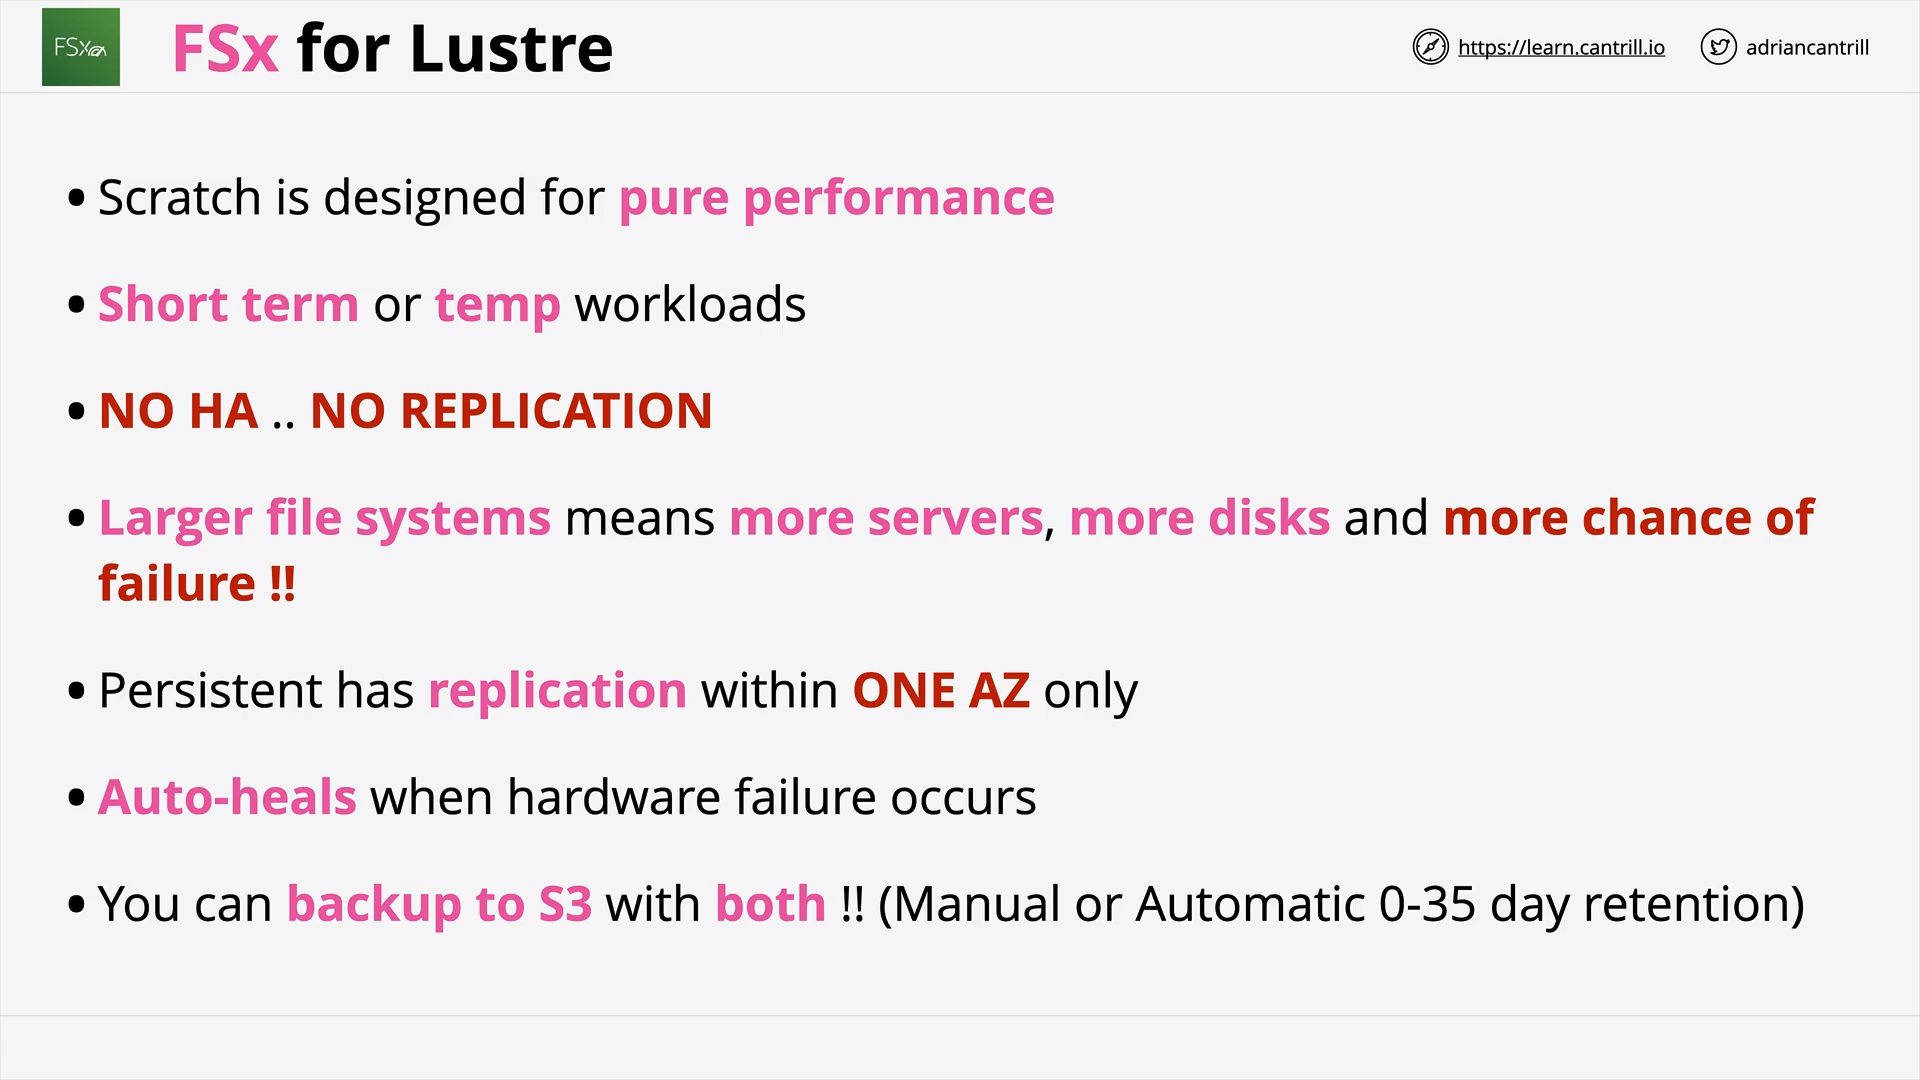 FSx
FSx for Lustre
https://learn.cantrill.io
adriancantrill
• Scratch is designed for pure performance
• Short term or temp workloads
• NO HA .. NO REPLICATION
• Larger file systems means more servers, more disks and more chance of
failure !!
• Persistent has replication within ONE AZ only
• Auto-heals when hardware failure occurs
• You can backup to S3 with both !! (Manual or Automatic 0-35 day retention)